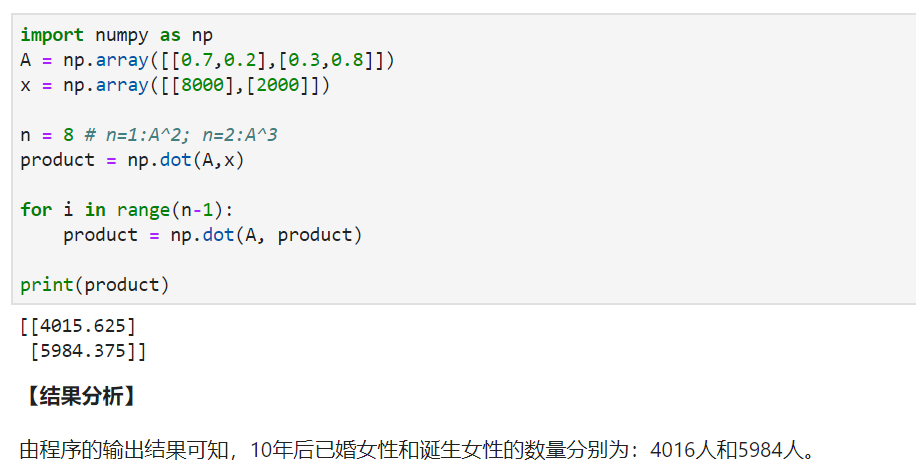 import numpy as np
A = np.array([[0.7,0.2],[0.3,0.8]])
x = np.array([[8000],[2000]])
n = 8 # n=1:A^2; n=2:A^3
product = np.dot(A,x)
for i in range(n-1):
    product = np.dot(A, product)
print(product)
[[4015.625]
 [5984.375]]
【结果分析】
由程序的输出结果可知，10年后已婚女性和诞生女性的数量分别为：4016人和5984人。